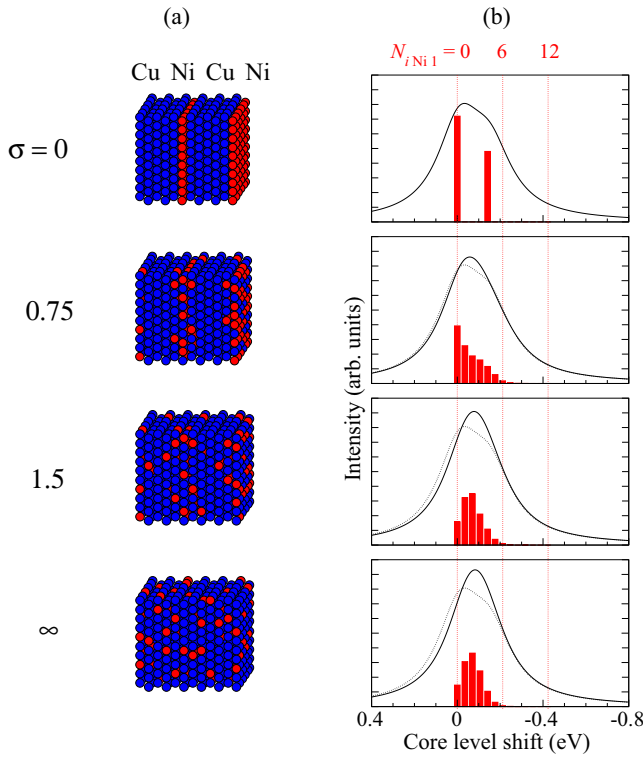 (a)
(b)
N_{i Ni 1} = 0 6 12
Cu Ni Cu Ni
σ = 0
0.75
1.5
∞
Intensity (arb. units)
0.4 0 -0.4 -0.8
Core level shift (eV)